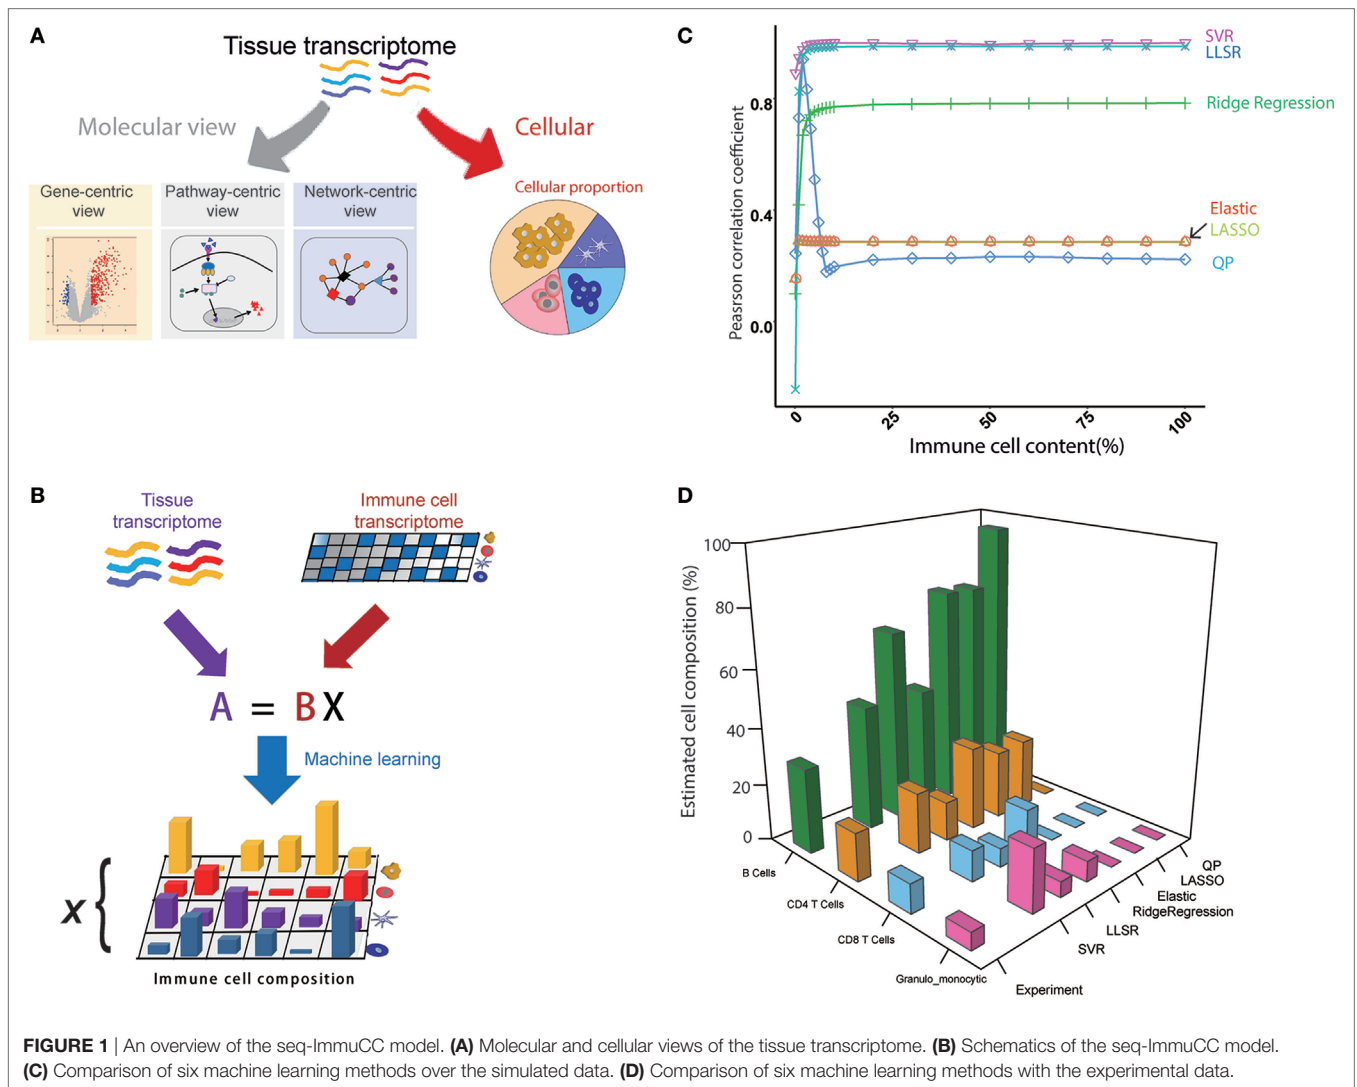 A
Tissue transcriptome
Molecular view
Cellular
Gene-centric
view
Pathway-centric
view
Network-centric
view
Cellular proportion
B
Tissue
transcriptome
Immune cell
transcriptome
A = BX
Machine learning
X
Immune cell composition
C
Pearson correlation coefficient
0.8
0.4
0.0
0
25
50
75
100
Immune cell content(%)
SVR
LLSR
Ridge Regression
Elastic
LASSO
QP
D
Estimated cell composition (%)
100
80
60
40
20
0
B Cells
CD4 T Cells
CD8 T Cells
Granulo_monocytic
QP
LASSO
Elastic
RidgeRegression
LLSR
SVR
Experiment
FIGURE 1 | An overview of the seq-ImmuCC model. (A) Molecular and cellular views of the tissue transcriptome. (B) Schematics of the seq-ImmuCC model.
(C) Comparison of six machine learning methods over the simulated data. (D) Comparison of six machine learning methods with the experimental data.